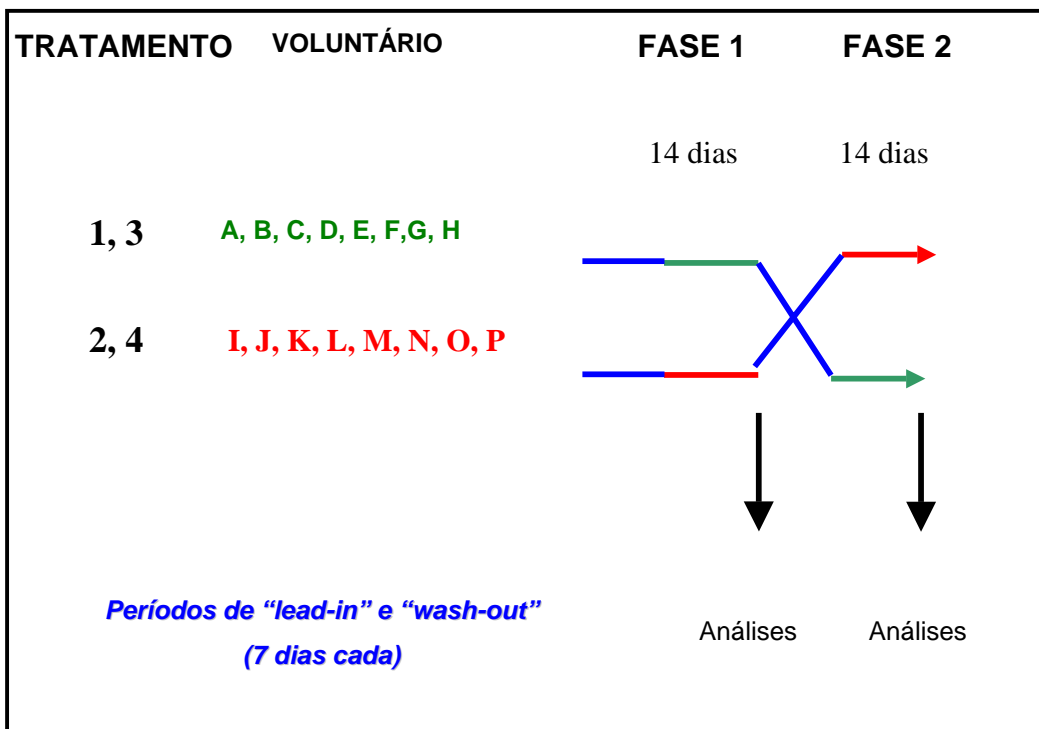 TRATAMENTO VOLUNTÁRIO FASE 1 FASE 2
14 dias 14 dias
1, 3 A, B, C, D, E, F,G, H
2, 4 I, J, K, L, M, N, O, P
Períodos de “lead-in” e “wash-out”
(7 dias cada)
Análises Análises